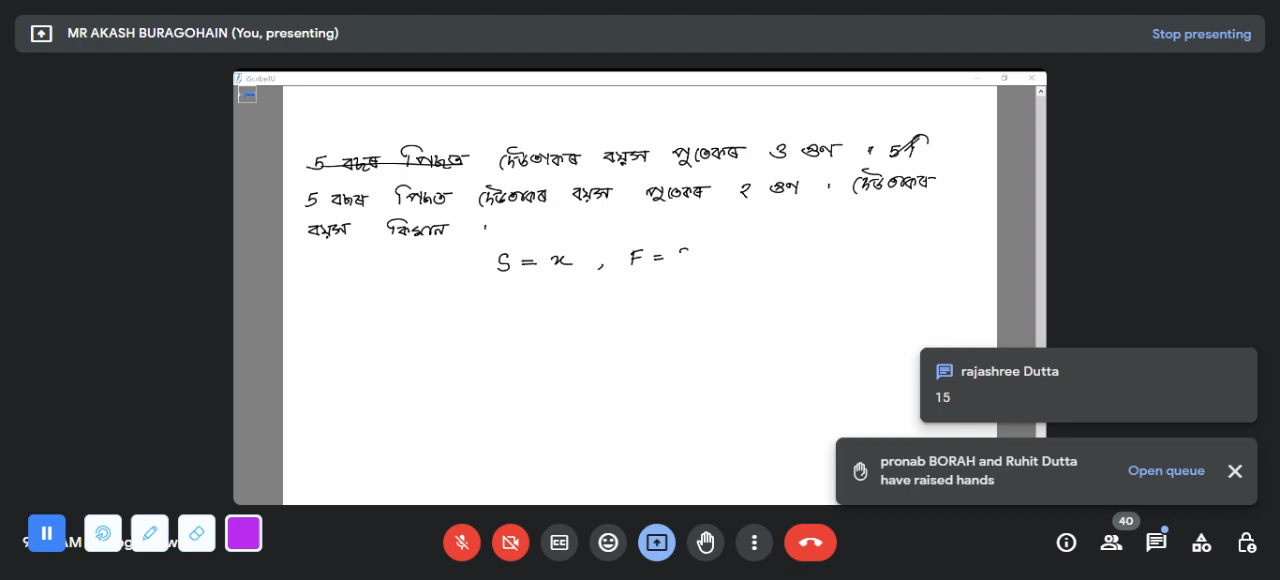 MR AKASH BURAGOHAIN (You, presenting)
Stop presenting
iScribe4U
5 বছৰ পিছত দেউতাকৰ বয়স পুতেকৰ ৩ গুণ ।
5 বছৰ পিছত দেউতাকৰ বয়স পুতেকৰ ২ গুণ । দেউতাকৰ
বয়স কিমান ।
S = x , F =
rajashree Dutta
15
pronab BORAH and Ruhit Dutta
have raised hands
Open queue
40
AM